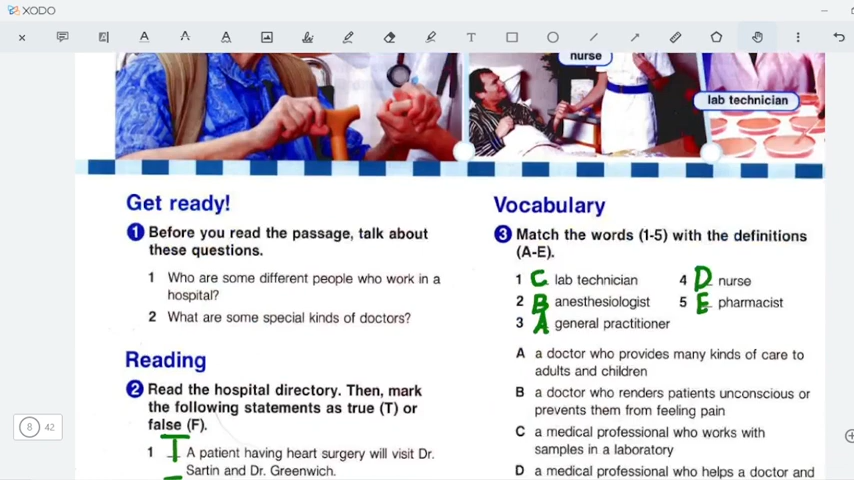 XODO
nurse
lab technician
Get ready!
1 Before you read the passage, talk about
these questions.
1 Who are some different people who work in a
hospital?
2 What are some special kinds of doctors?
Reading
2 Read the hospital directory. Then, mark
the following statements as true (T) or
false (F).
1 T A patient having heart surgery will visit Dr.
Sartin and Dr. Greenwich.
Vocabulary
3 Match the words (1-5) with the definitions
(A-E).
1 C lab technician 4 D nurse
2 B anesthesiologist 5 E pharmacist
3 A general practitioner
A a doctor who provides many kinds of care to
adults and children
B a doctor who renders patients unconscious or
prevents them from feeling pain
C a medical professional who works with
samples in a laboratory
D a medical professional who helps a doctor and
8 42